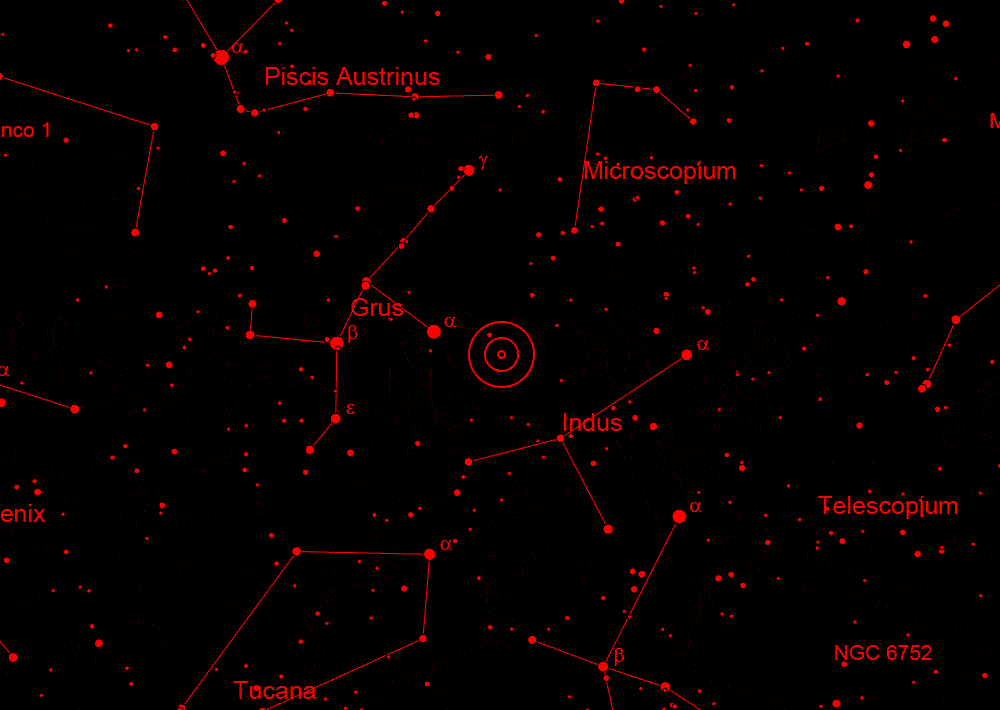 α
Piscis Austrinus
nco 1
M
γ
Microscopium
Grus
α
β
α
α
ε
Indus
enix
α
Telescopium
α
β
NGC 6752
Tucana